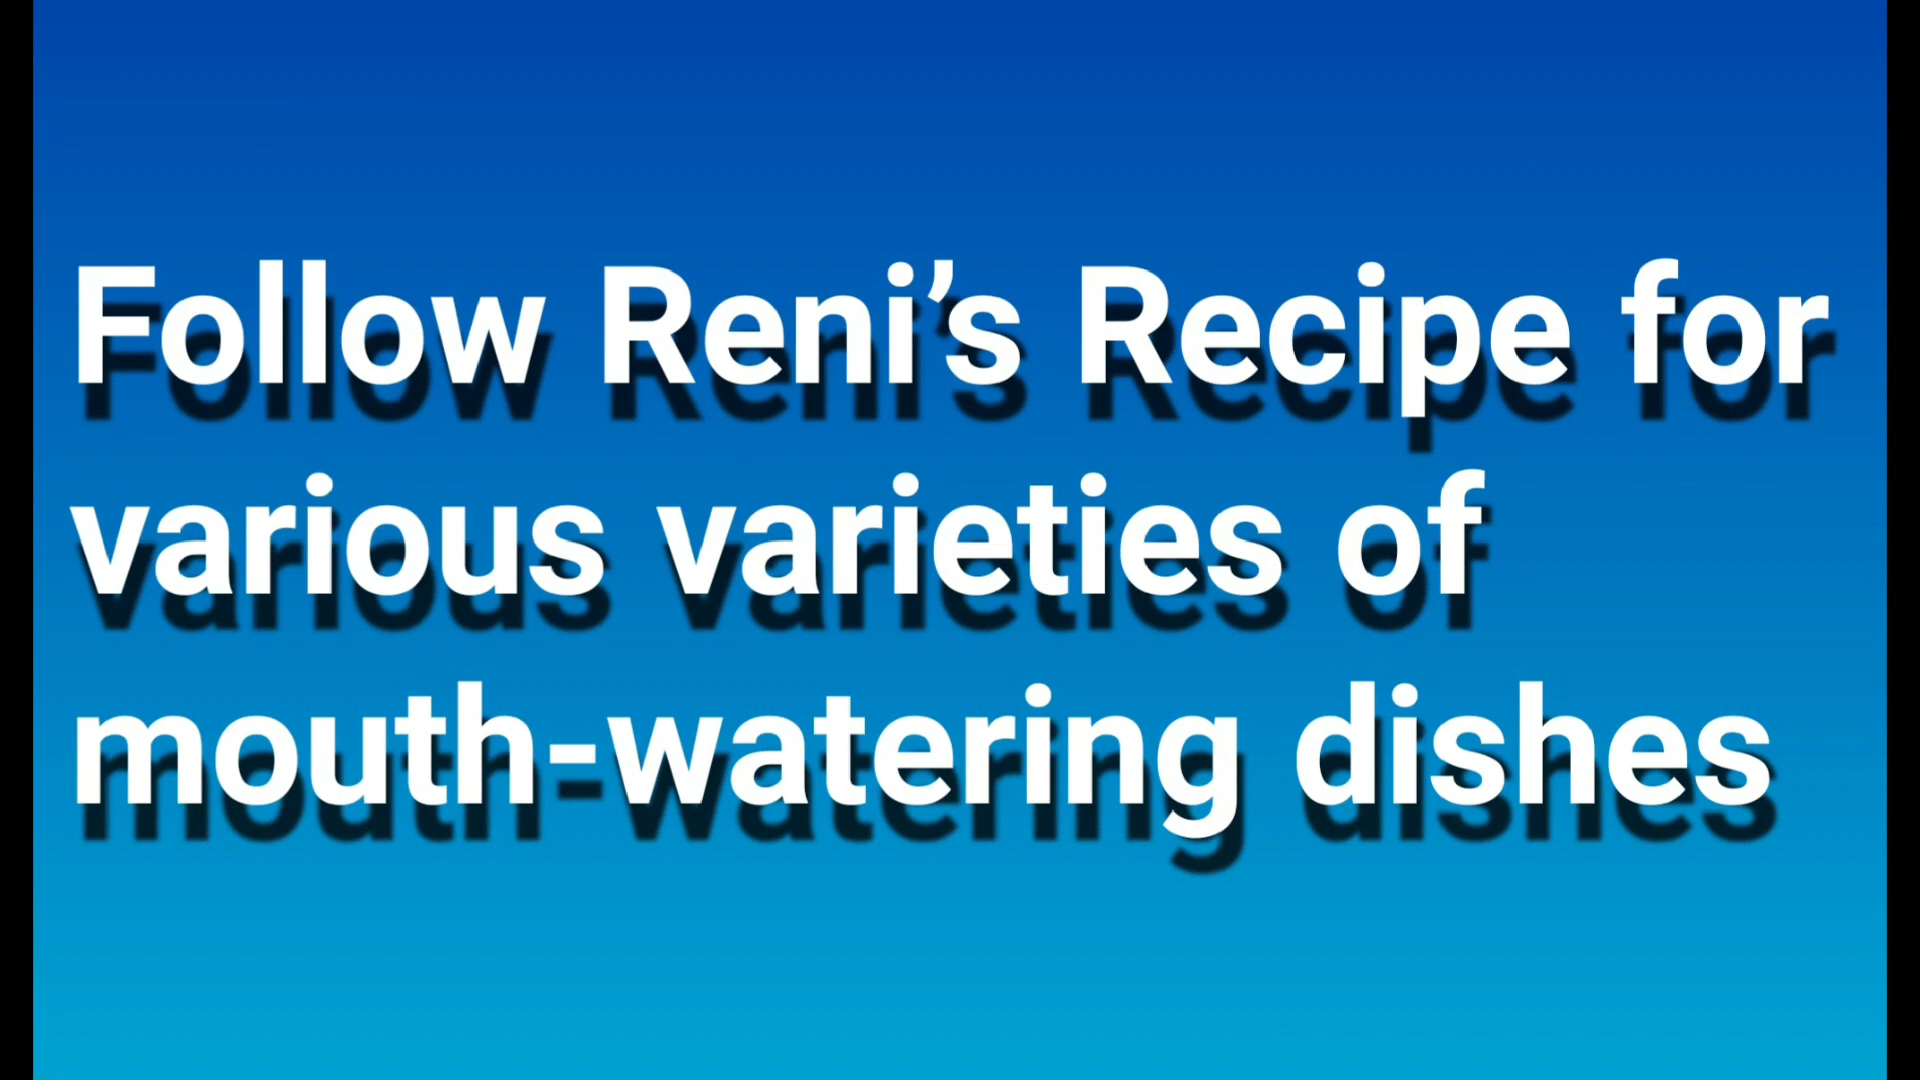 Follow Reni’s Recipe for
various varieties of
mouth-watering dishes